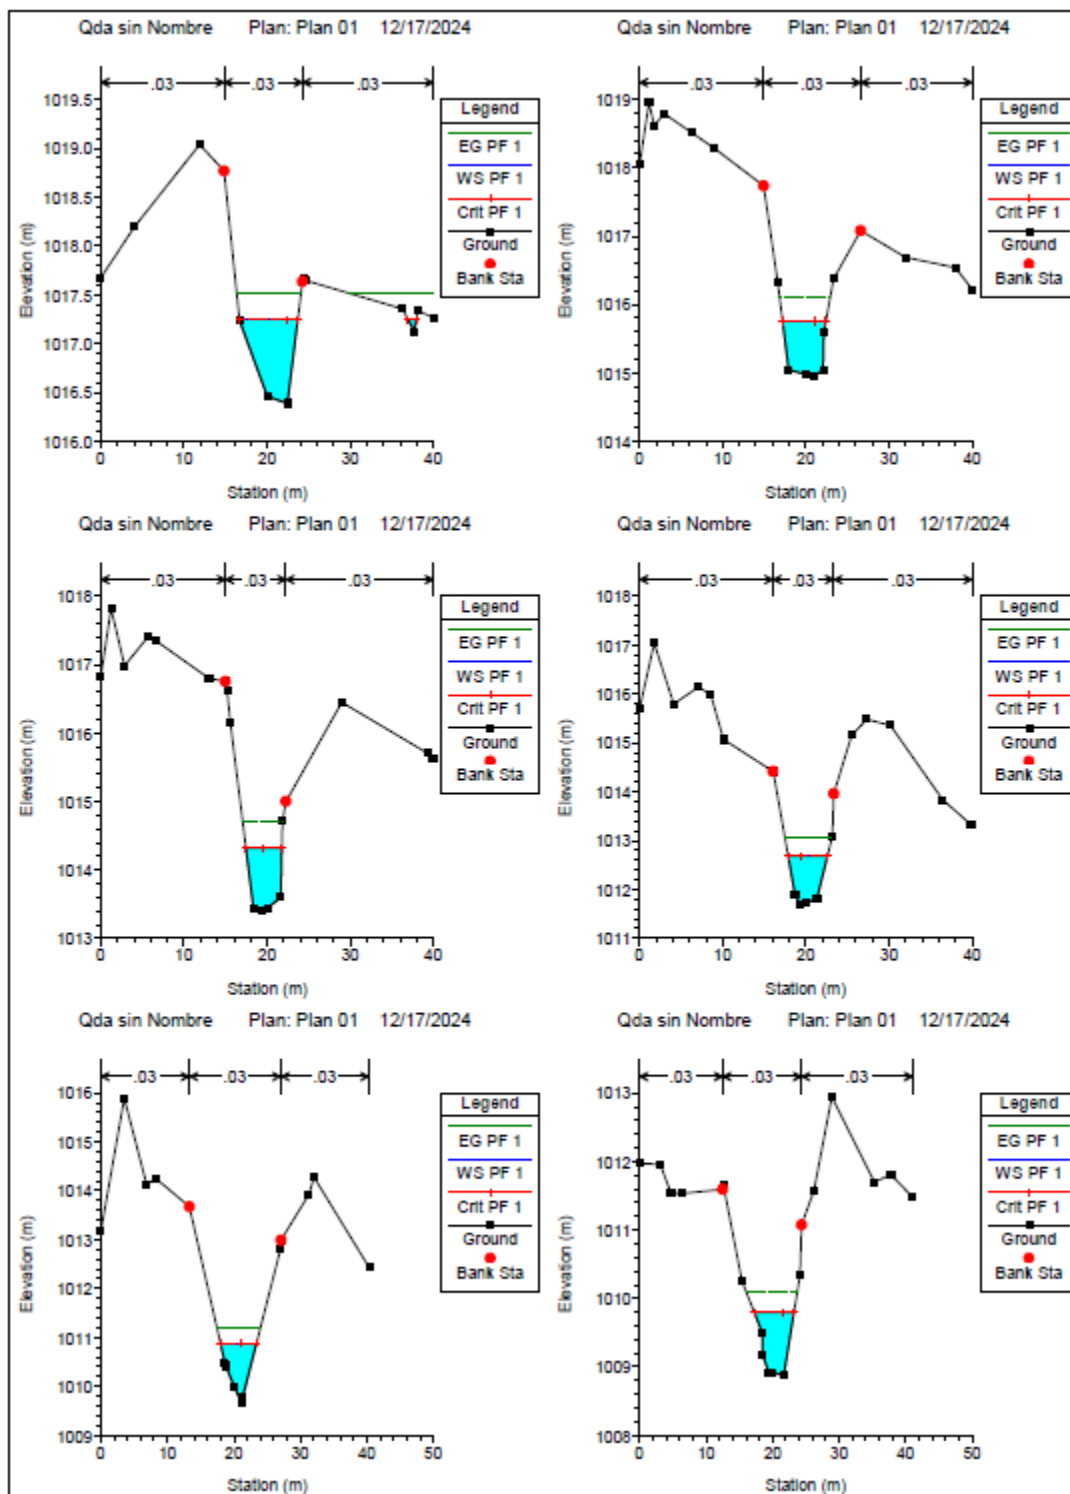 Qda sin Nombre Plan: Plan 01 12/17/2024
.03 .03 .03
Elevation (m)
1019.5
1019.0
1018.5
1018.0
1017.5
1017.0
1016.5
1016.0
0 10 20 30 40
Station (m)
Legend
EG PF 1
WS PF 1
Crit PF 1
Ground
Bank Sta
Qda sin Nombre Plan: Plan 01 12/17/2024
.03 .03 .03
Elevation (m)
1019
1018
1017
1016
1015
1014
0 10 20 30 40
Station (m)
Legend
EG PF 1
WS PF 1
Crit PF 1
Ground
Bank Sta
Qda sin Nombre Plan: Plan 01 12/17/2024
.03 .03 .03
Elevation (m)
1018
1017
1016
1015
1014
1013
0 10 20 30 40
Station (m)
Legend
EG PF 1
WS PF 1
Crit PF 1
Ground
Bank Sta
Qda sin Nombre Plan: Plan 01 12/17/2024
.03 .03 .03
Elevation (m)
1018
1017
1016
1015
1014
1013
1012
1011
0 10 20 30 40
Station (m)
Legend
EG PF 1
WS PF 1
Crit PF 1
Ground
Bank Sta
Qda sin Nombre Plan: Plan 01 12/17/2024
.03 .03 .03
Elevation (m)
1016
1015
1014
1013
1012
1011
1010
1009
0 10 20 30 40 50
Station (m)
Legend
EG PF 1
WS PF 1
Crit PF 1
Ground
Bank Sta
Qda sin Nombre Plan: Plan 01 12/17/2024
.03 .03 .03
Elevation (m)
1013
1012
1011
1010
1009
1008
0 10 20 30 40 50
Station (m)
Legend
EG PF 1
WS PF 1
Crit PF 1
Ground
Bank Sta